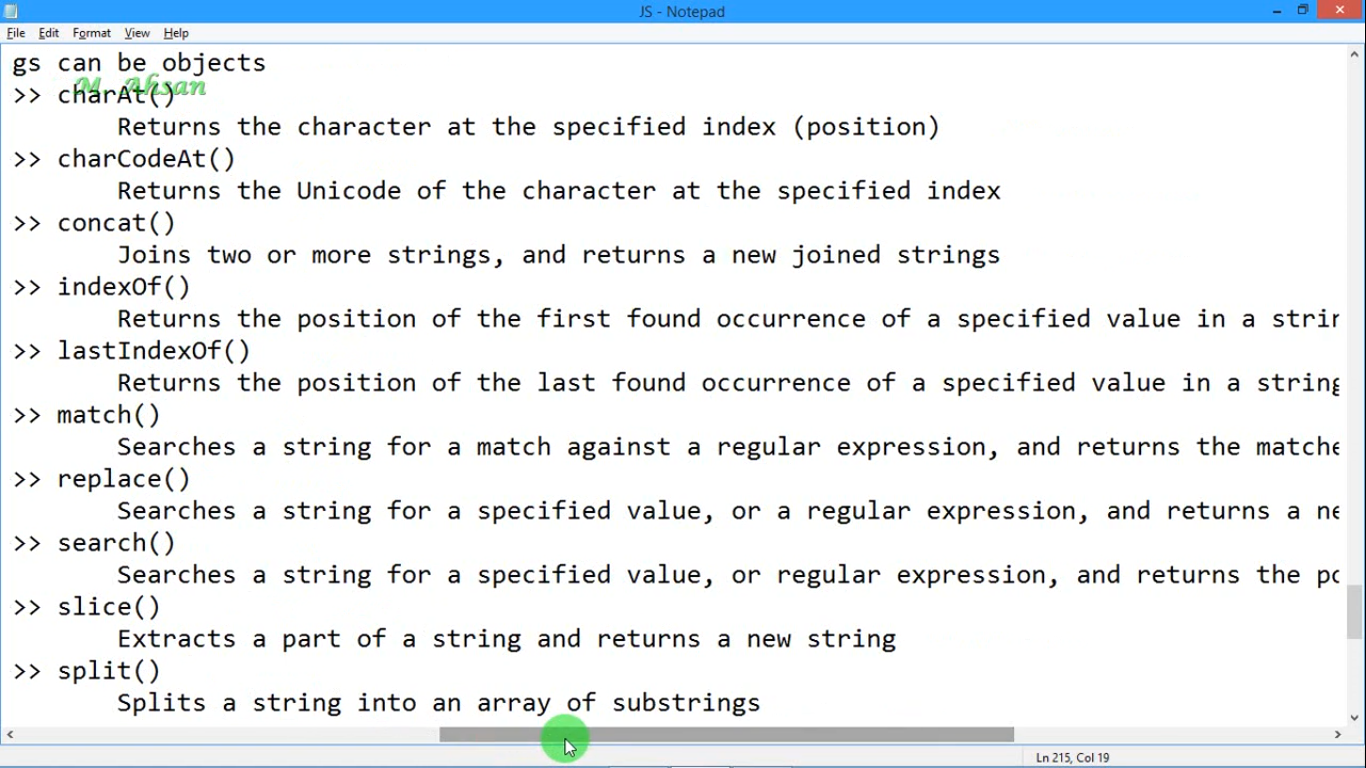 JS - Notepad
File Edit Format View Help
gs can be objects
M. Ahsan
>> charAt()
Returns the character at the specified index (position)
>> charCodeAt()
Returns the Unicode of the character at the specified index
>> concat()
Joins two or more strings, and returns a new joined strings
>> indexOf()
Returns the position of the first found occurrence of a specified value in a
>> lastIndexOf()
Returns the position of the last found occurrence of a specified value in a string
>> match()
Searches a string for a match against a regular expression, and returns the
>> replace()
Searches a string for a specified value, or a regular expression, and returns a
>> search()
Searches a string for a specified value, or regular expression, and returns the
>> slice()
Extracts a part of a string and returns a new string
>> split()
Splits a string into an array of substrings
Ln 215, Col 19